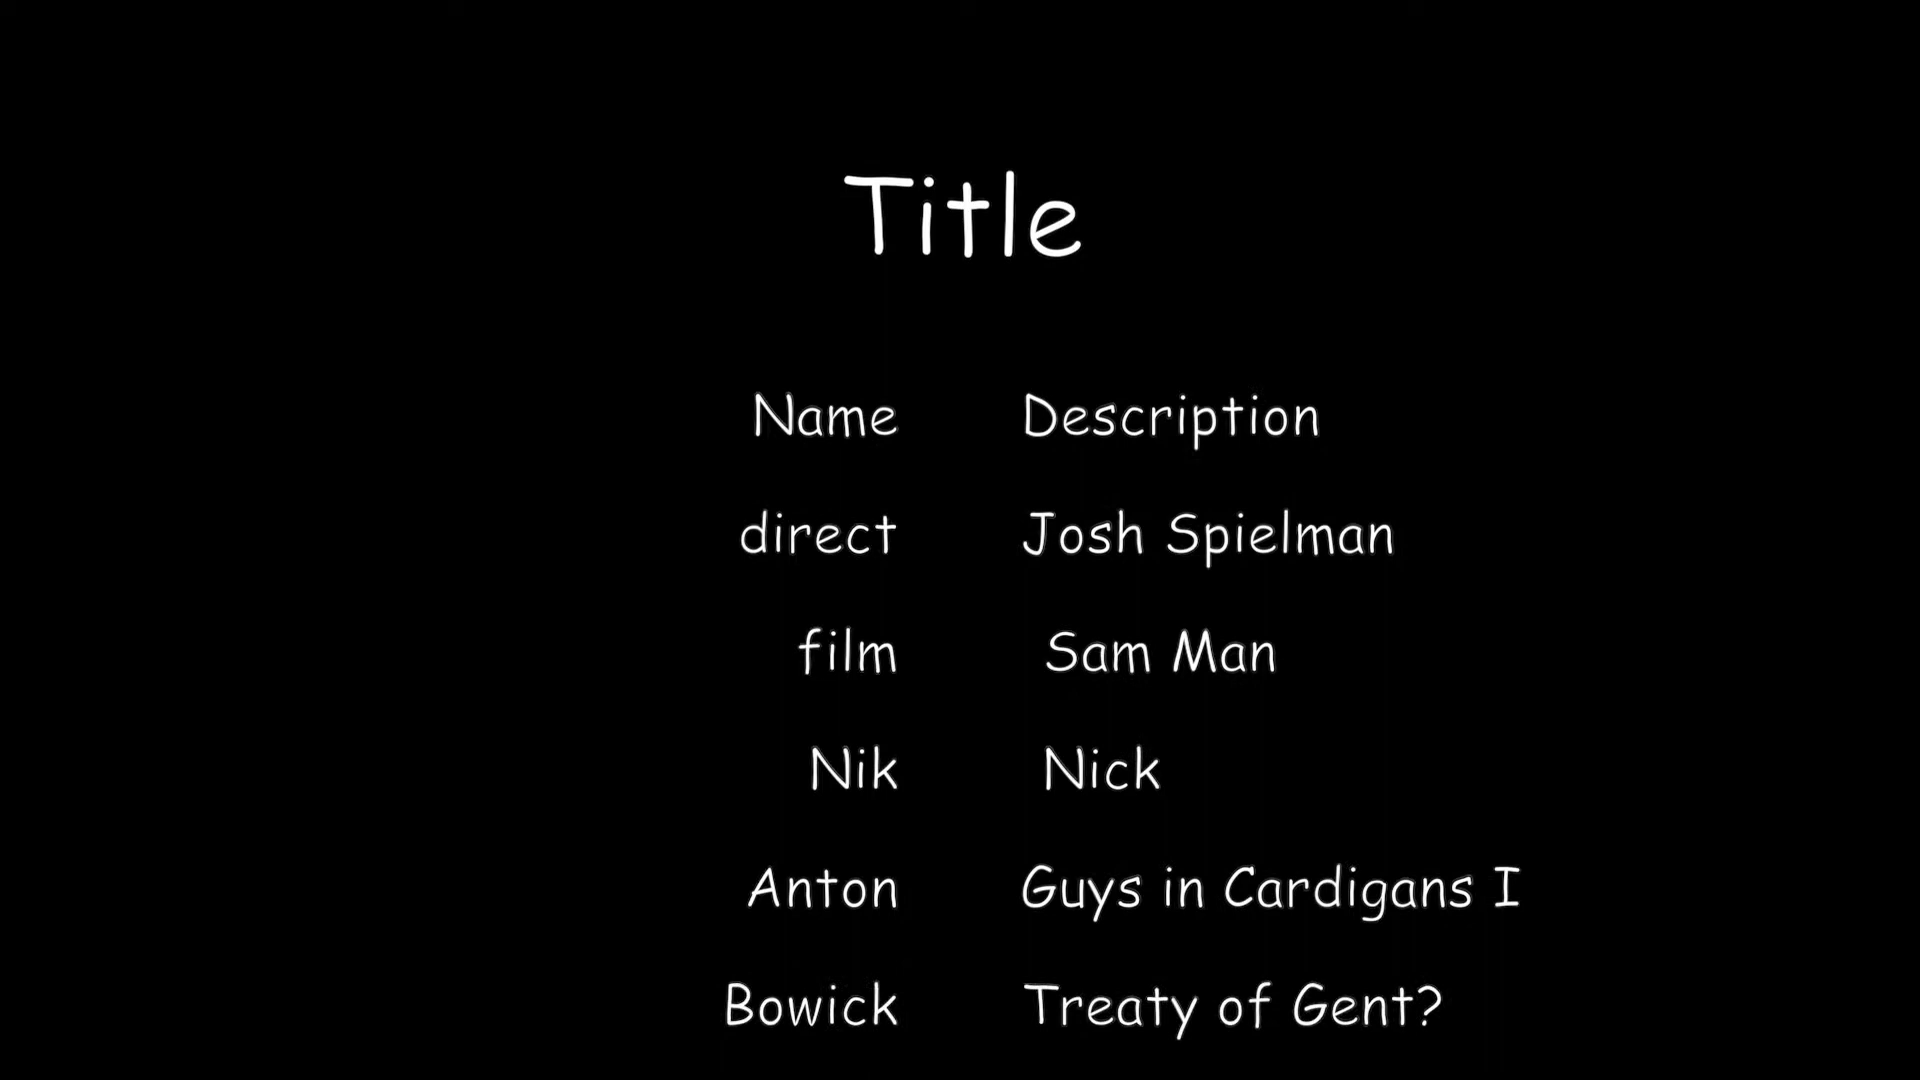 Title
Name Description
direct Josh Spielman
film Sam Man
Nik Nick
Anton Guys in Cardigans I
Bowick Treaty of Gent?